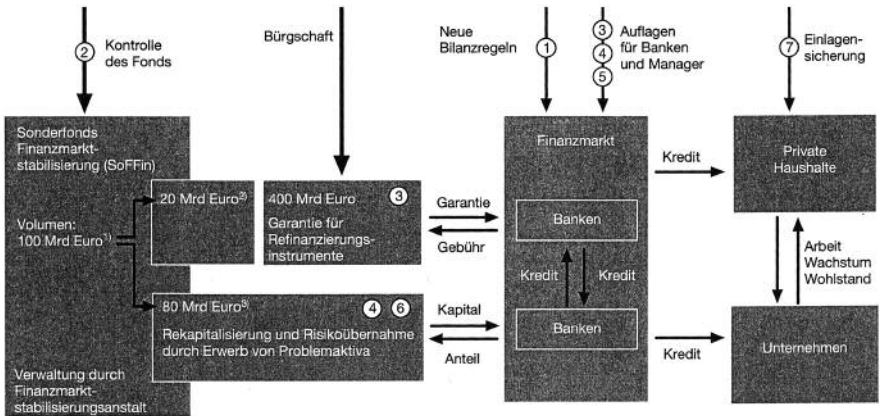 2 Kontrolle
des Fonds
Bürgschaft
Neue
Bilanzregeln
1
3
4
5
Auflagen
für Banken
und Manager
7
Einlagen-
sicherung
Sonderfonds
Finanzmarkt-
stabilisierung (SoFFin)
Volumen:
100 Mrd Euro1)
Verwaltung durch
Finanzmarkt-
stabilisierungsanstalt
20 Mrd Euro2)
400 Mrd Euro 3
Garantie für
Refinanzierungs-
instrumente
80 Mrd Euro3) 4 6
Rekapitalisierung und Risikoübernahme
durch Erwerb von Problemaktiva
Garantie
Gebühr
Kapital
Anteil
Finanzmarkt
Banken
Kredit Kredit
Banken
Kredit
Kredit
Private
Haushalte
Arbeit
Wachstum
Wohlstand
Unternehmen